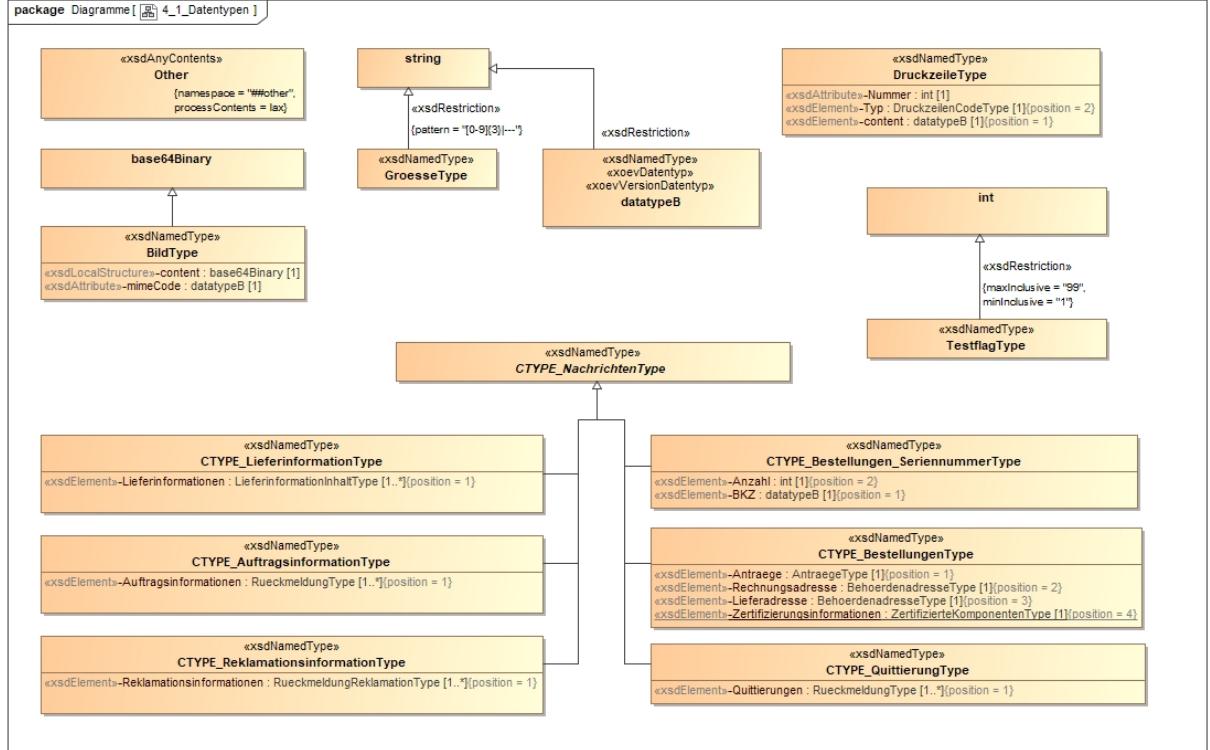 package Diagramme [ 4_1_Datentypen ]
«xsdAnyContents»
Other
{namespace = "##other",
processContents = lax}
base64Binary
«xsdNamedType»
BildType
«xsdLocalStructure»-content : base64Binary [1]
«xsdAttribute»-mimeCode : datatypeB [1]
string
«xsdRestriction»
{pattern = "[0-9]{3}|---"}
«xsdNamedType»
GroesseType
«xsdRestriction»
«xsdNamedType»
«xoevDatentyp»
«xoevVersionDatentyp»
datatypeB
«xsdNamedType»
DruckzeileType
«xsdAttribute»-Nummer : int [1]
«xsdElement»-Typ : DruckzeilenCodeType [1]{position = 2}
«xsdElement»-content : datatypeB [1]{position = 1}
int
«xsdRestriction»
{maxInclusive = "99",
minInclusive = "1"}
«xsdNamedType»
TestflagType
«xsdNamedType»
CTYPE_NachrichtenType
«xsdNamedType»
CTYPE_LieferinformationType
«xsdElement»-Lieferinformationen : LieferinformationInhaltType [1..*]{position = 1}
«xsdNamedType»
CTYPE_AuftragsinformationType
«xsdElement»-Auftragsinformationen : RueckmeldungType [1..*]{position = 1}
«xsdNamedType»
CTYPE_ReklamationsinformationType
«xsdElement»-Reklamationsinformationen : RueckmeldungReklamationType [1..*]{position = 1}
«xsdNamedType»
CTYPE_Bestellungen_SeriennummerType
«xsdElement»-Anzahl : int [1]{position = 2}
«xsdElement»-BKZ : datatypeB [1]{position = 1}
«xsdNamedType»
CTYPE_BestellungenType
«xsdElement»-Antraege : AntraegeType [1]{position = 1}
«xsdElement»-Rechnungsadresse : BehoerdenadresseType [1]{position = 2}
«xsdElement»-Lieferadresse : BehoerdenadresseType [1]{position = 3}
«xsdElement»-Zertifizierungsinformationen : ZertifizierteKomponentenType [1]{position = 4}
«xsdNamedType»
CTYPE_QuittierungType
«xsdElement»-Quittierungen : RueckmeldungType [1..*]{position = 1}